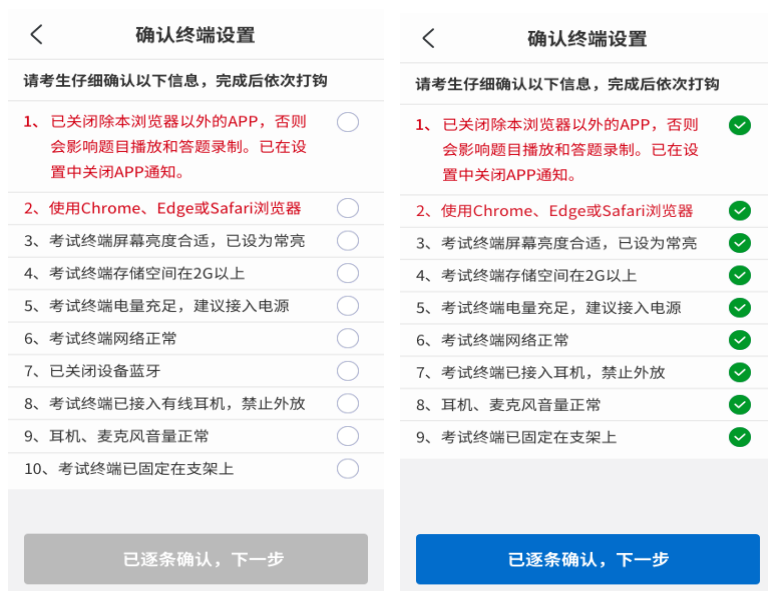 确认终端设置
请考生仔细确认以下信息，完成后依次打钩
1、已关闭除本浏览器以外的APP，否则
会影响题目播放和答题录制。已在设
置中关闭APP通知。
2、使用Chrome、Edge或Safari浏览器
3、考试终端屏幕亮度合适，已设为常亮
4、考试终端存储空间在2G以上
5、考试终端电量充足，建议接入电源
6、考试终端网络正常
7、已关闭设备蓝牙
8、考试终端已接入有线耳机，禁止外放
9、耳机、麦克风音量正常
10、考试终端已固定在支架上
已逐条确认，下一步
确认终端设置
请考生仔细确认以下信息，完成后依次打钩
1、已关闭除本浏览器以外的APP，否则
会影响题目播放和答题录制。已在设
置中关闭APP通知。
2、使用Chrome、Edge或Safari浏览器
3、考试终端屏幕亮度合适，已设为常亮
4、考试终端存储空间在2G以上
5、考试终端电量充足，建议接入电源
6、考试终端网络正常
7、考试终端已接入耳机，禁止外放
8、耳机、麦克风音量正常
9、考试终端已固定在支架上
已逐条确认，下一步